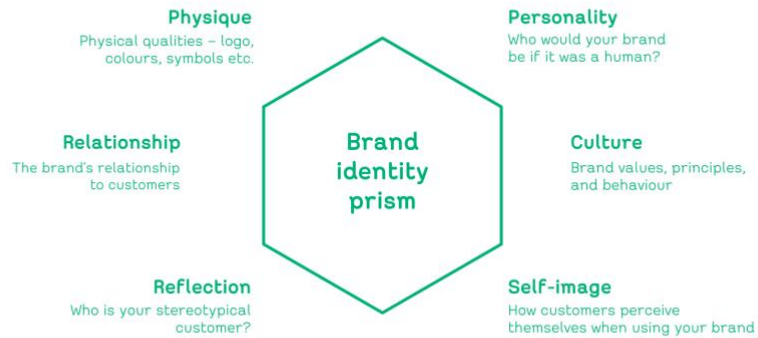 Physique
Physical qualities – logo,
colours, symbols etc.
Personality
Who would your brand
be if it was a human?
Relationship
The brand's relationship
to customers
Brand
identity
prism
Culture
Brand values, principles,
and behaviour
Reflection
Who is your stereotypical
customer?
Self-image
How customers perceive
themselves when using your brand